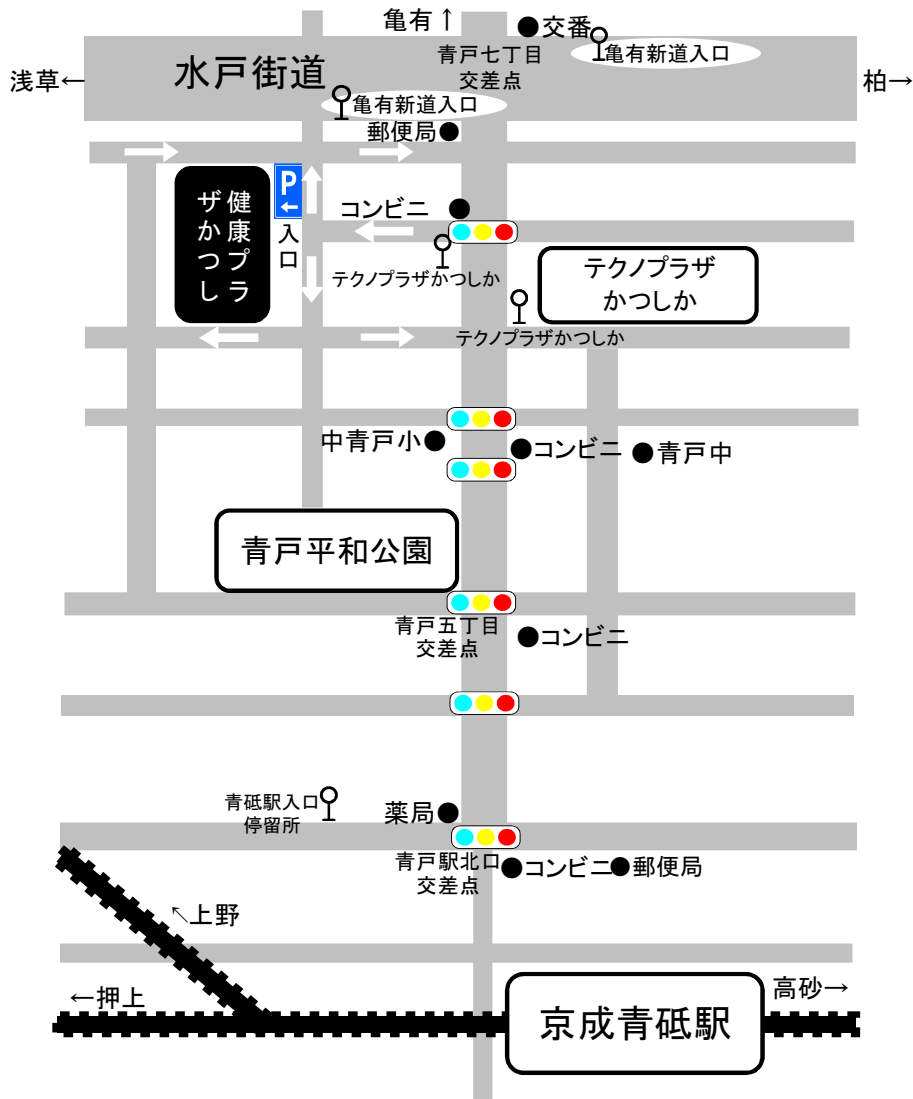 亀有↑
交番
青戸七丁目
交差点
亀有新道入口
浅草←
水戸街道
柏→
亀有新道入口
郵便局
P
←
入口
健康プラ
ザかつし
コンビニ
テクノプラザかつしか
テクノプラザ
かつしか
テクノプラザかつしか
中青戸小
コンビニ
青戸中
青戸平和公園
青戸五丁目
交差点
コンビニ
青砥駅入口
停留所
薬局
青戸駅北口
交差点
コンビニ
郵便局
↖上野
←押上
京成青砥駅
高砂→